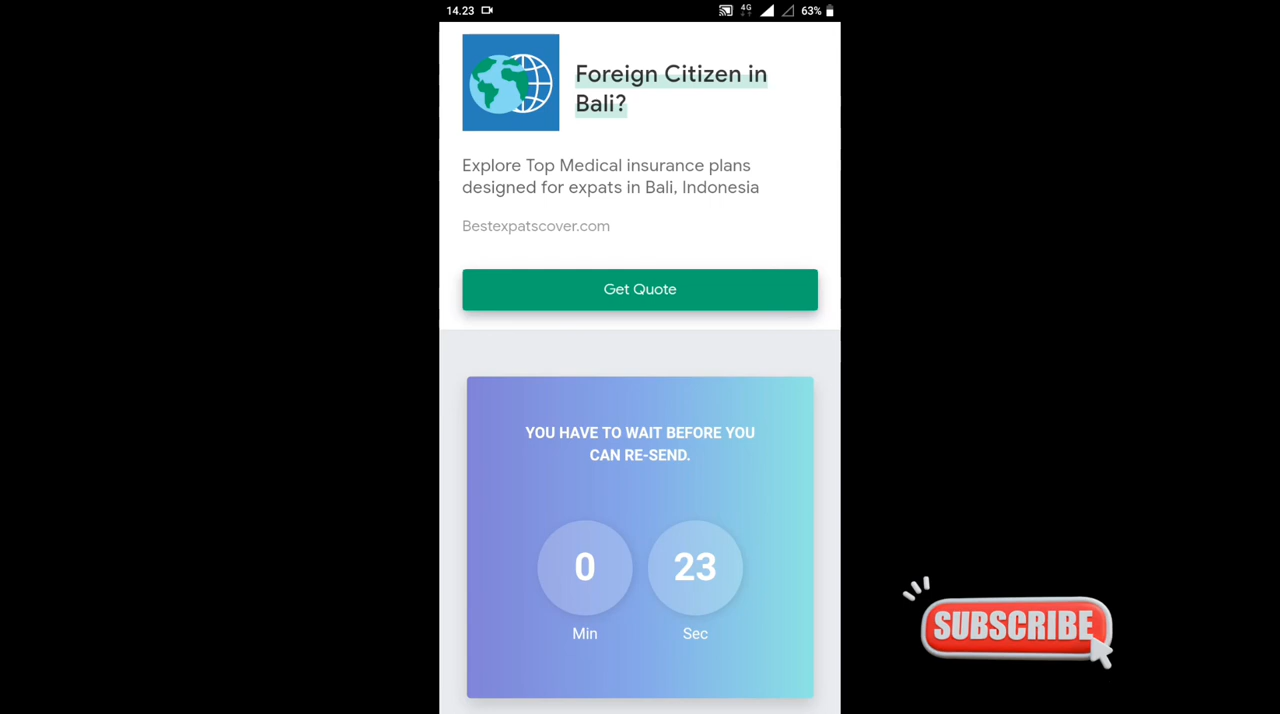 14.23
4G
63%
Foreign Citizen in
Bali?
Explore Top Medical insurance plans
designed for expats in Bali, Indonesia
Bestexpatscover.com
Get Quote
YOU HAVE TO WAIT BEFORE YOU
CAN RE-SEND.
0 23
Min Sec
SUBSCRIBE